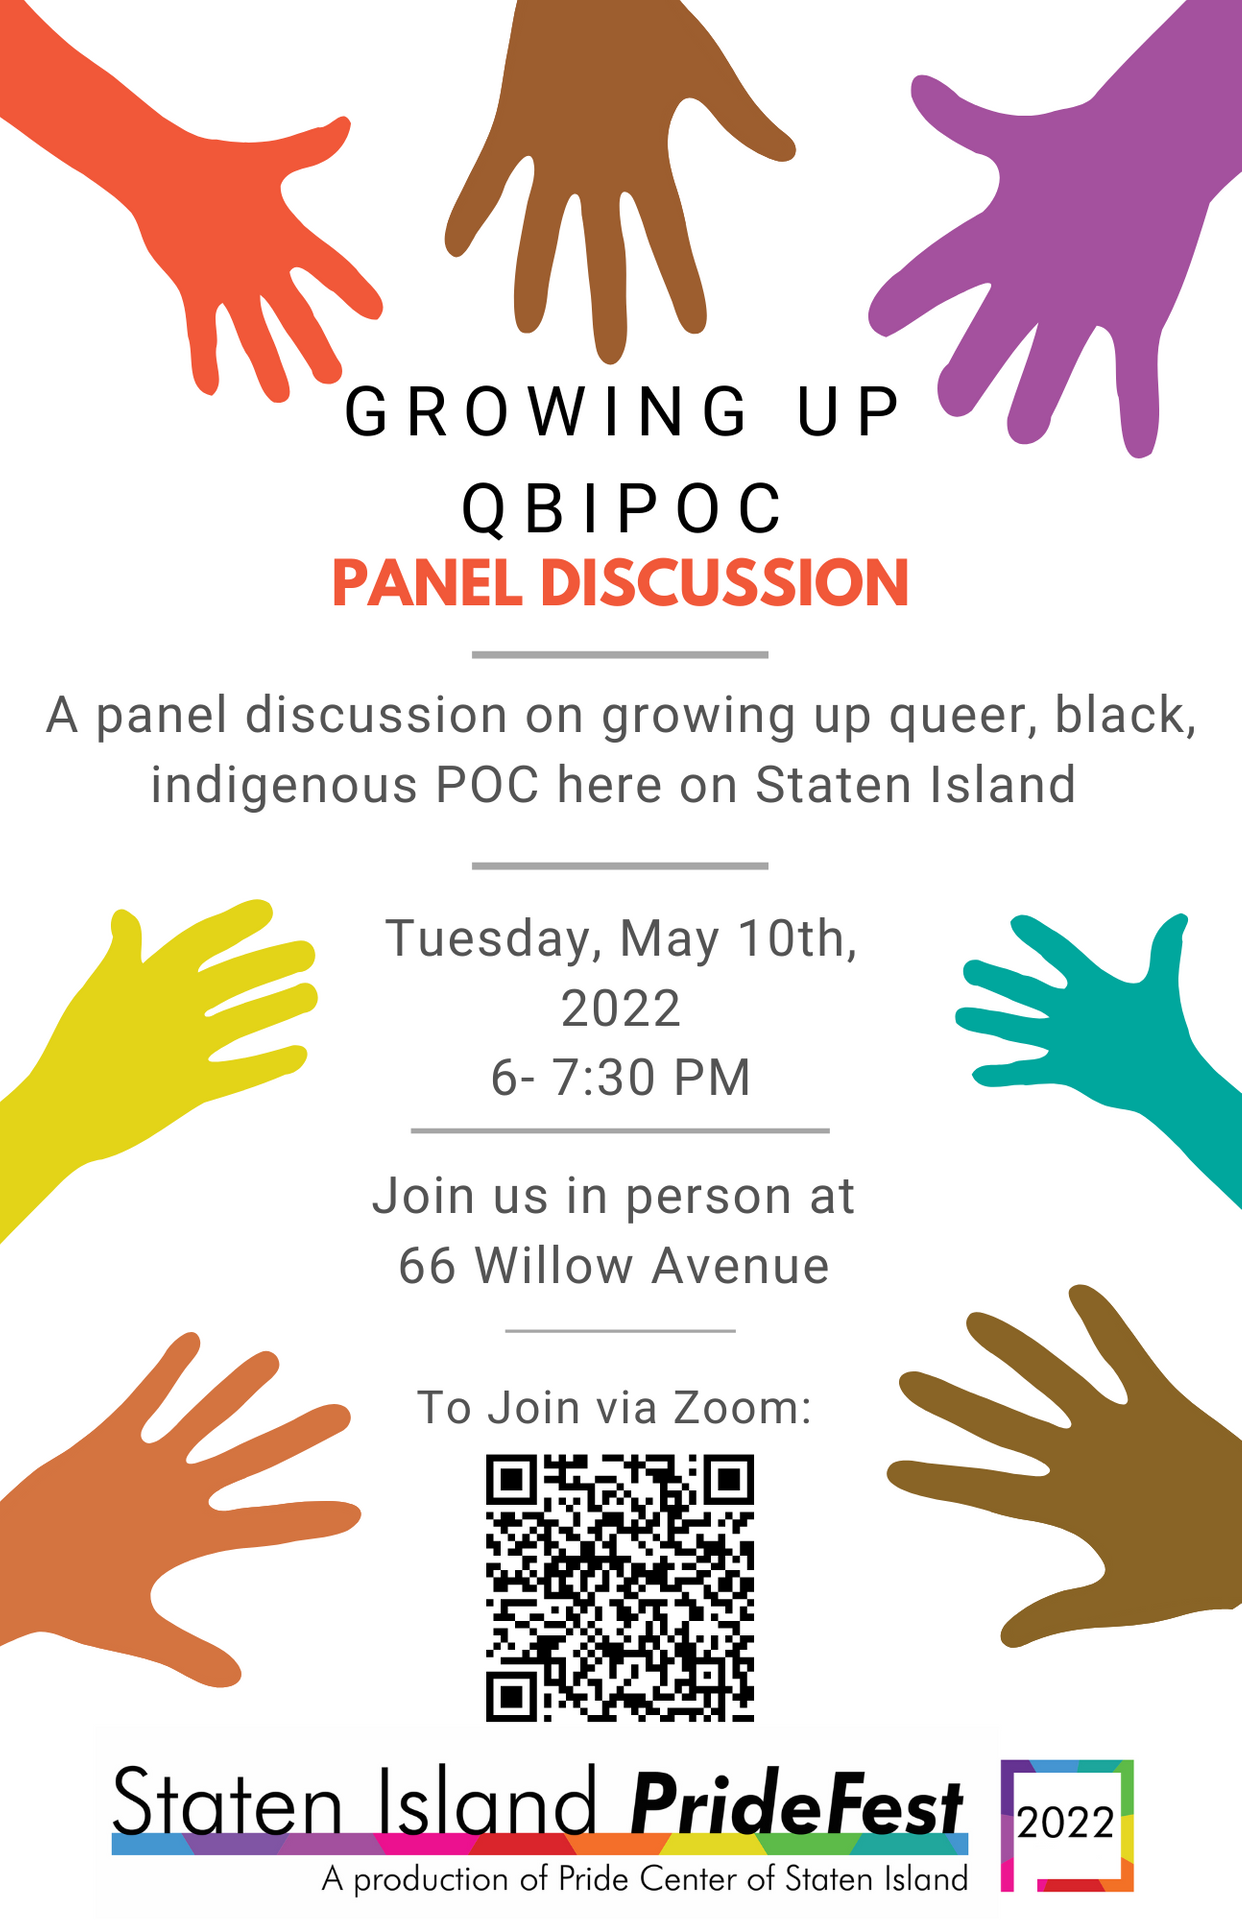 GROWING UP
QBIPOC
PANEL DISCUSSION
A panel discussion on growing up queer, black,
indigenous POC here on Staten Island
Tuesday, May 10th,
2022
6- 7:30 PM
Join us in person at
66 Willow Avenue
To Join via Zoom:
Staten Island PrideFest
2022
A production of Pride Center of Staten Island